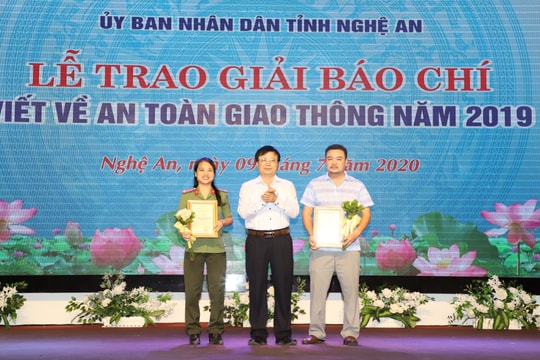 ỦY BAN NHÂN DÂN TỈNH NGHỆ AN
LỄ TRAO GIẢI BÁO CHÍ
VIẾT VỀ AN TOÀN GIAO THÔNG NĂM 2019
Nghệ An, ngày 09 tháng 7 năm 2020